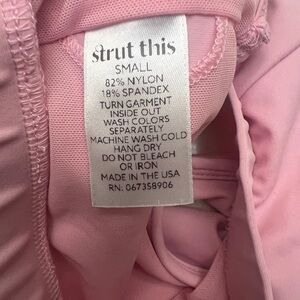 strut this
SMALL
82% NYLON
18% SPANDEX
TURN GARMENT
INSIDE OUT
WASH COLORS
SEPARATELY
MACHINE WASH COLD
HANG DRY
DO NOT BLEACH
OR IRON
MADE IN THE USA
RN: 067358906